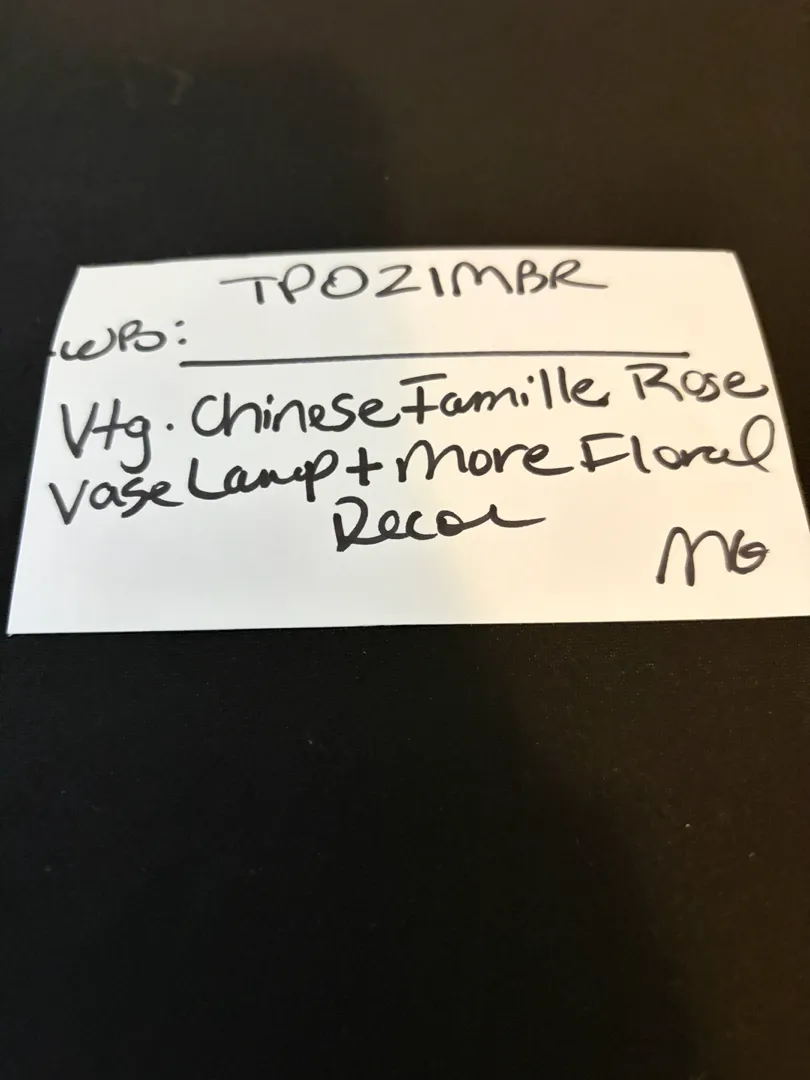 TPOZIMBR
WB:
Vtg. Chinese Famille Rose
Vase Lamp + More Floral
Decor
MG